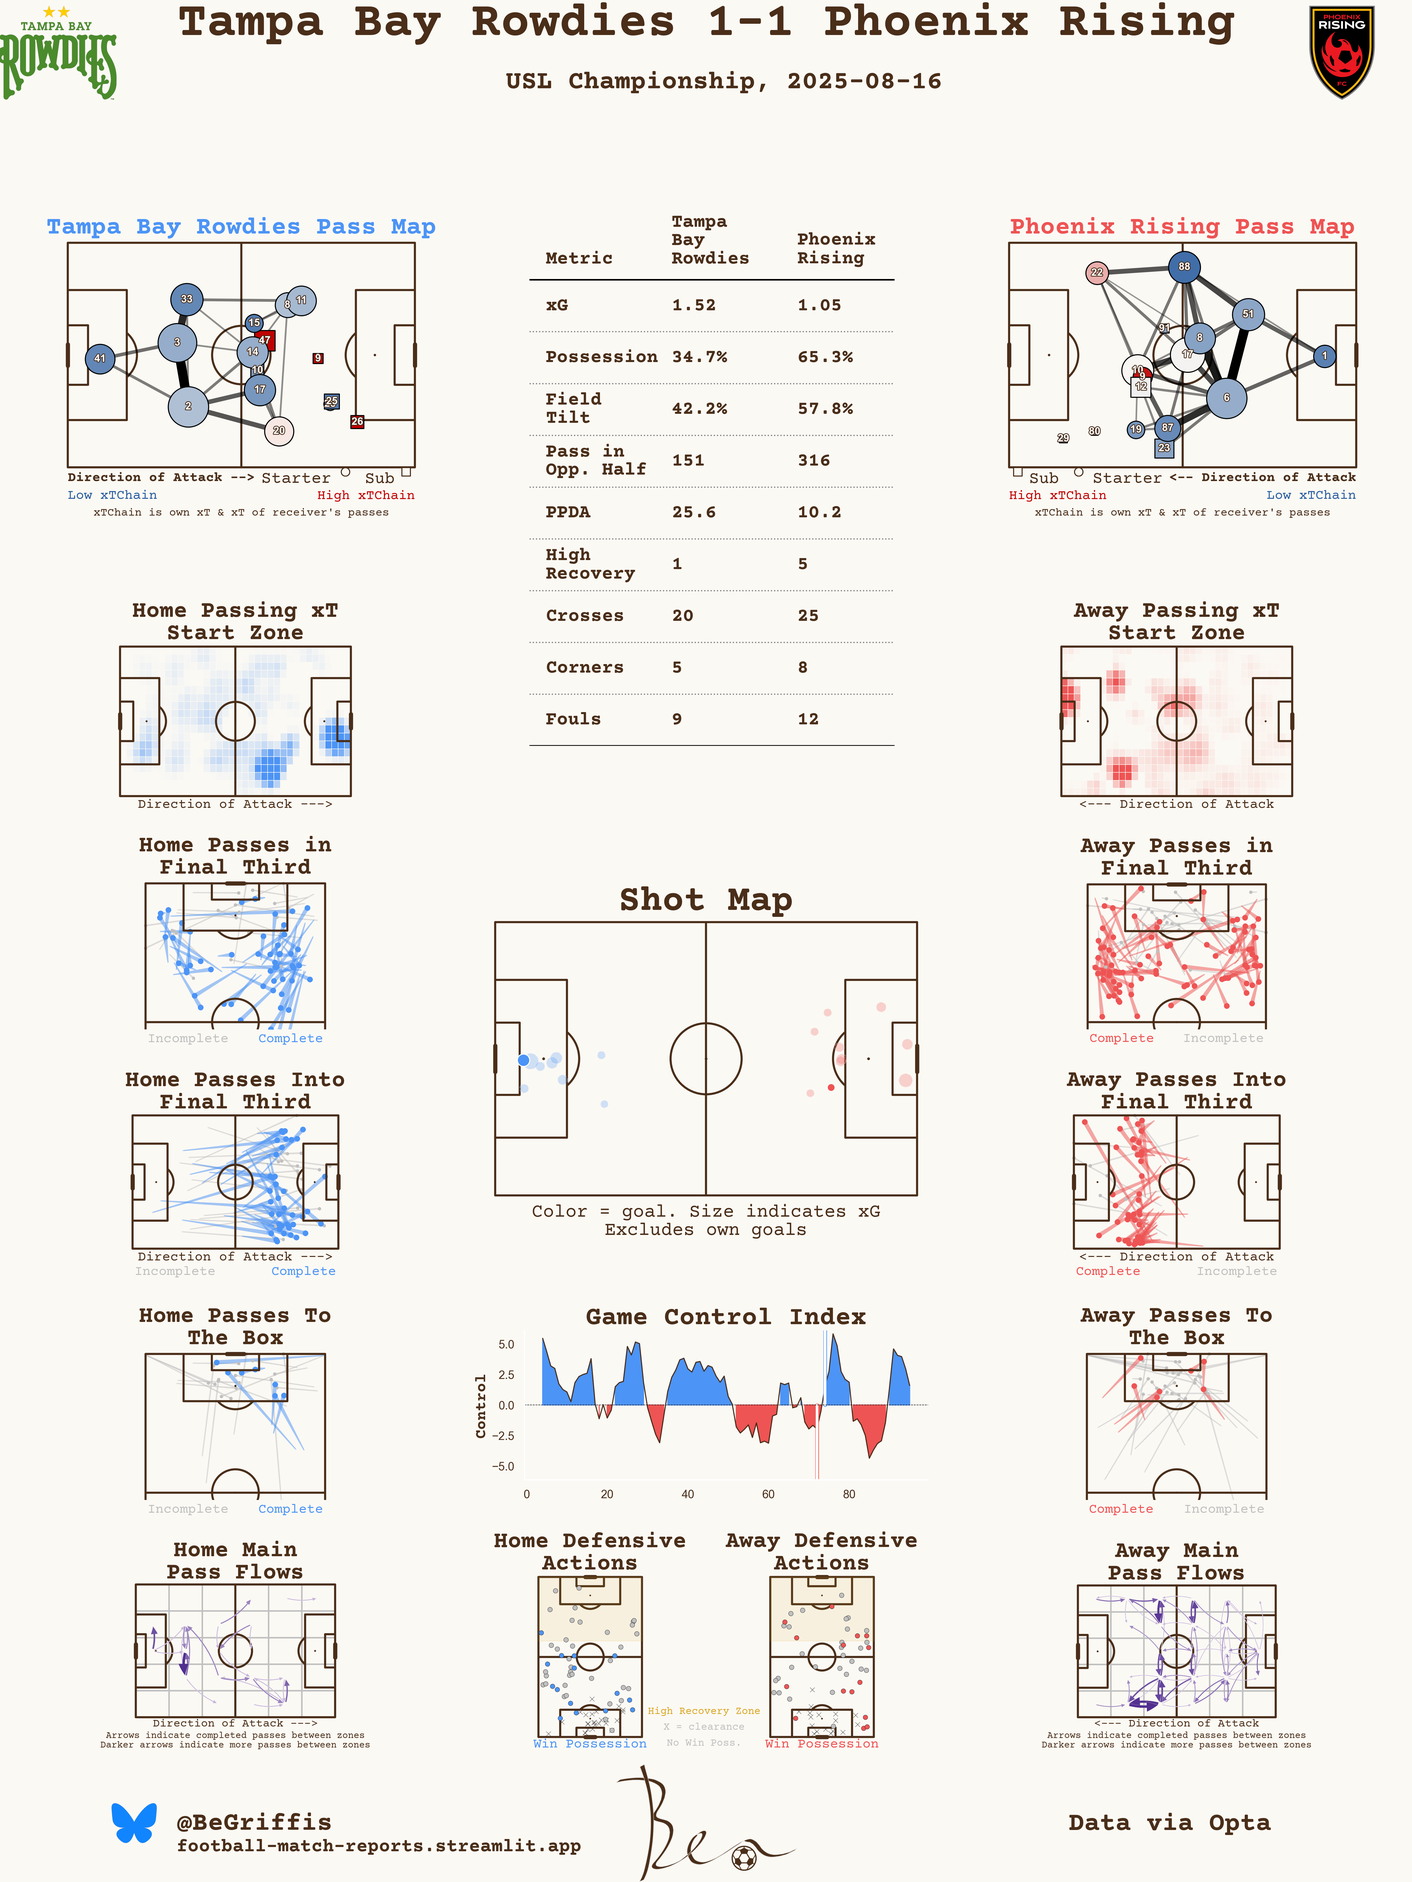 Tampa Bay Rowdies 1-1 Phoenix Rising
USL Championship, 2025-08-16
TAMPA BAY
ROWDIES
PHOENIX
RISING
FC
Tampa Bay Rowdies Pass Map
33
8
11
15
47
3
14
9
41
10
17
25
2
26
20
Direction of Attack --> Starter Sub
Low xTChain High xTChain
xTChain is own xT & xT of receiver's passes
Metric Tampa Bay Rowdies Phoenix Rising
xG 1.52 1.05
Possession 34.7% 65.3%
Field Tilt 42.2% 57.8%
Pass in Opp. Half 151 316
PPDA 25.6 10.2
High Recovery 1 5
Crosses 20 25
Corners 5 8
Fouls 9 12
Phoenix Rising Pass Map
22
88
51
91
8
17
1
10
9
12
6
19
87
80
29
23
Sub Starter <-- Direction of Attack
High xTChain Low xTChain
xTChain is own xT & xT of receiver's passes
Home Passing xT
Start Zone
Direction of Attack --->
Away Passing xT
Start Zone
<--- Direction of Attack
Home Passes in
Final Third
Incomplete Complete
Away Passes in
Final Third
Complete Incomplete
Shot Map
Color = goal. Size indicates xG
Excludes own goals
Home Passes Into
Final Third
Direction of Attack --->
Incomplete Complete
Away Passes Into
Final Third
<--- Direction of Attack
Complete Incomplete
Home Passes To
The Box
Incomplete Complete
Game Control Index
Control
5.0
2.5
0.0
−2.5
−5.0
0 20 40 60 80
Away Passes To
The Box
Complete Incomplete
Home Main
Pass Flows
Direction of Attack --->
Arrows indicate completed passes between zones
Darker arrows indicate more passes between zones
Home Defensive
Actions
Win Possession
High Recovery Zone
X = clearance
No Win Poss.
Away Defensive
Actions
Win Possession
Away Main
Pass Flows
<--- Direction of Attack
Arrows indicate completed passes between zones
Darker arrows indicate more passes between zones
@BeGriffis
football-match-reports.streamlit.app
Ben
Data via Opta